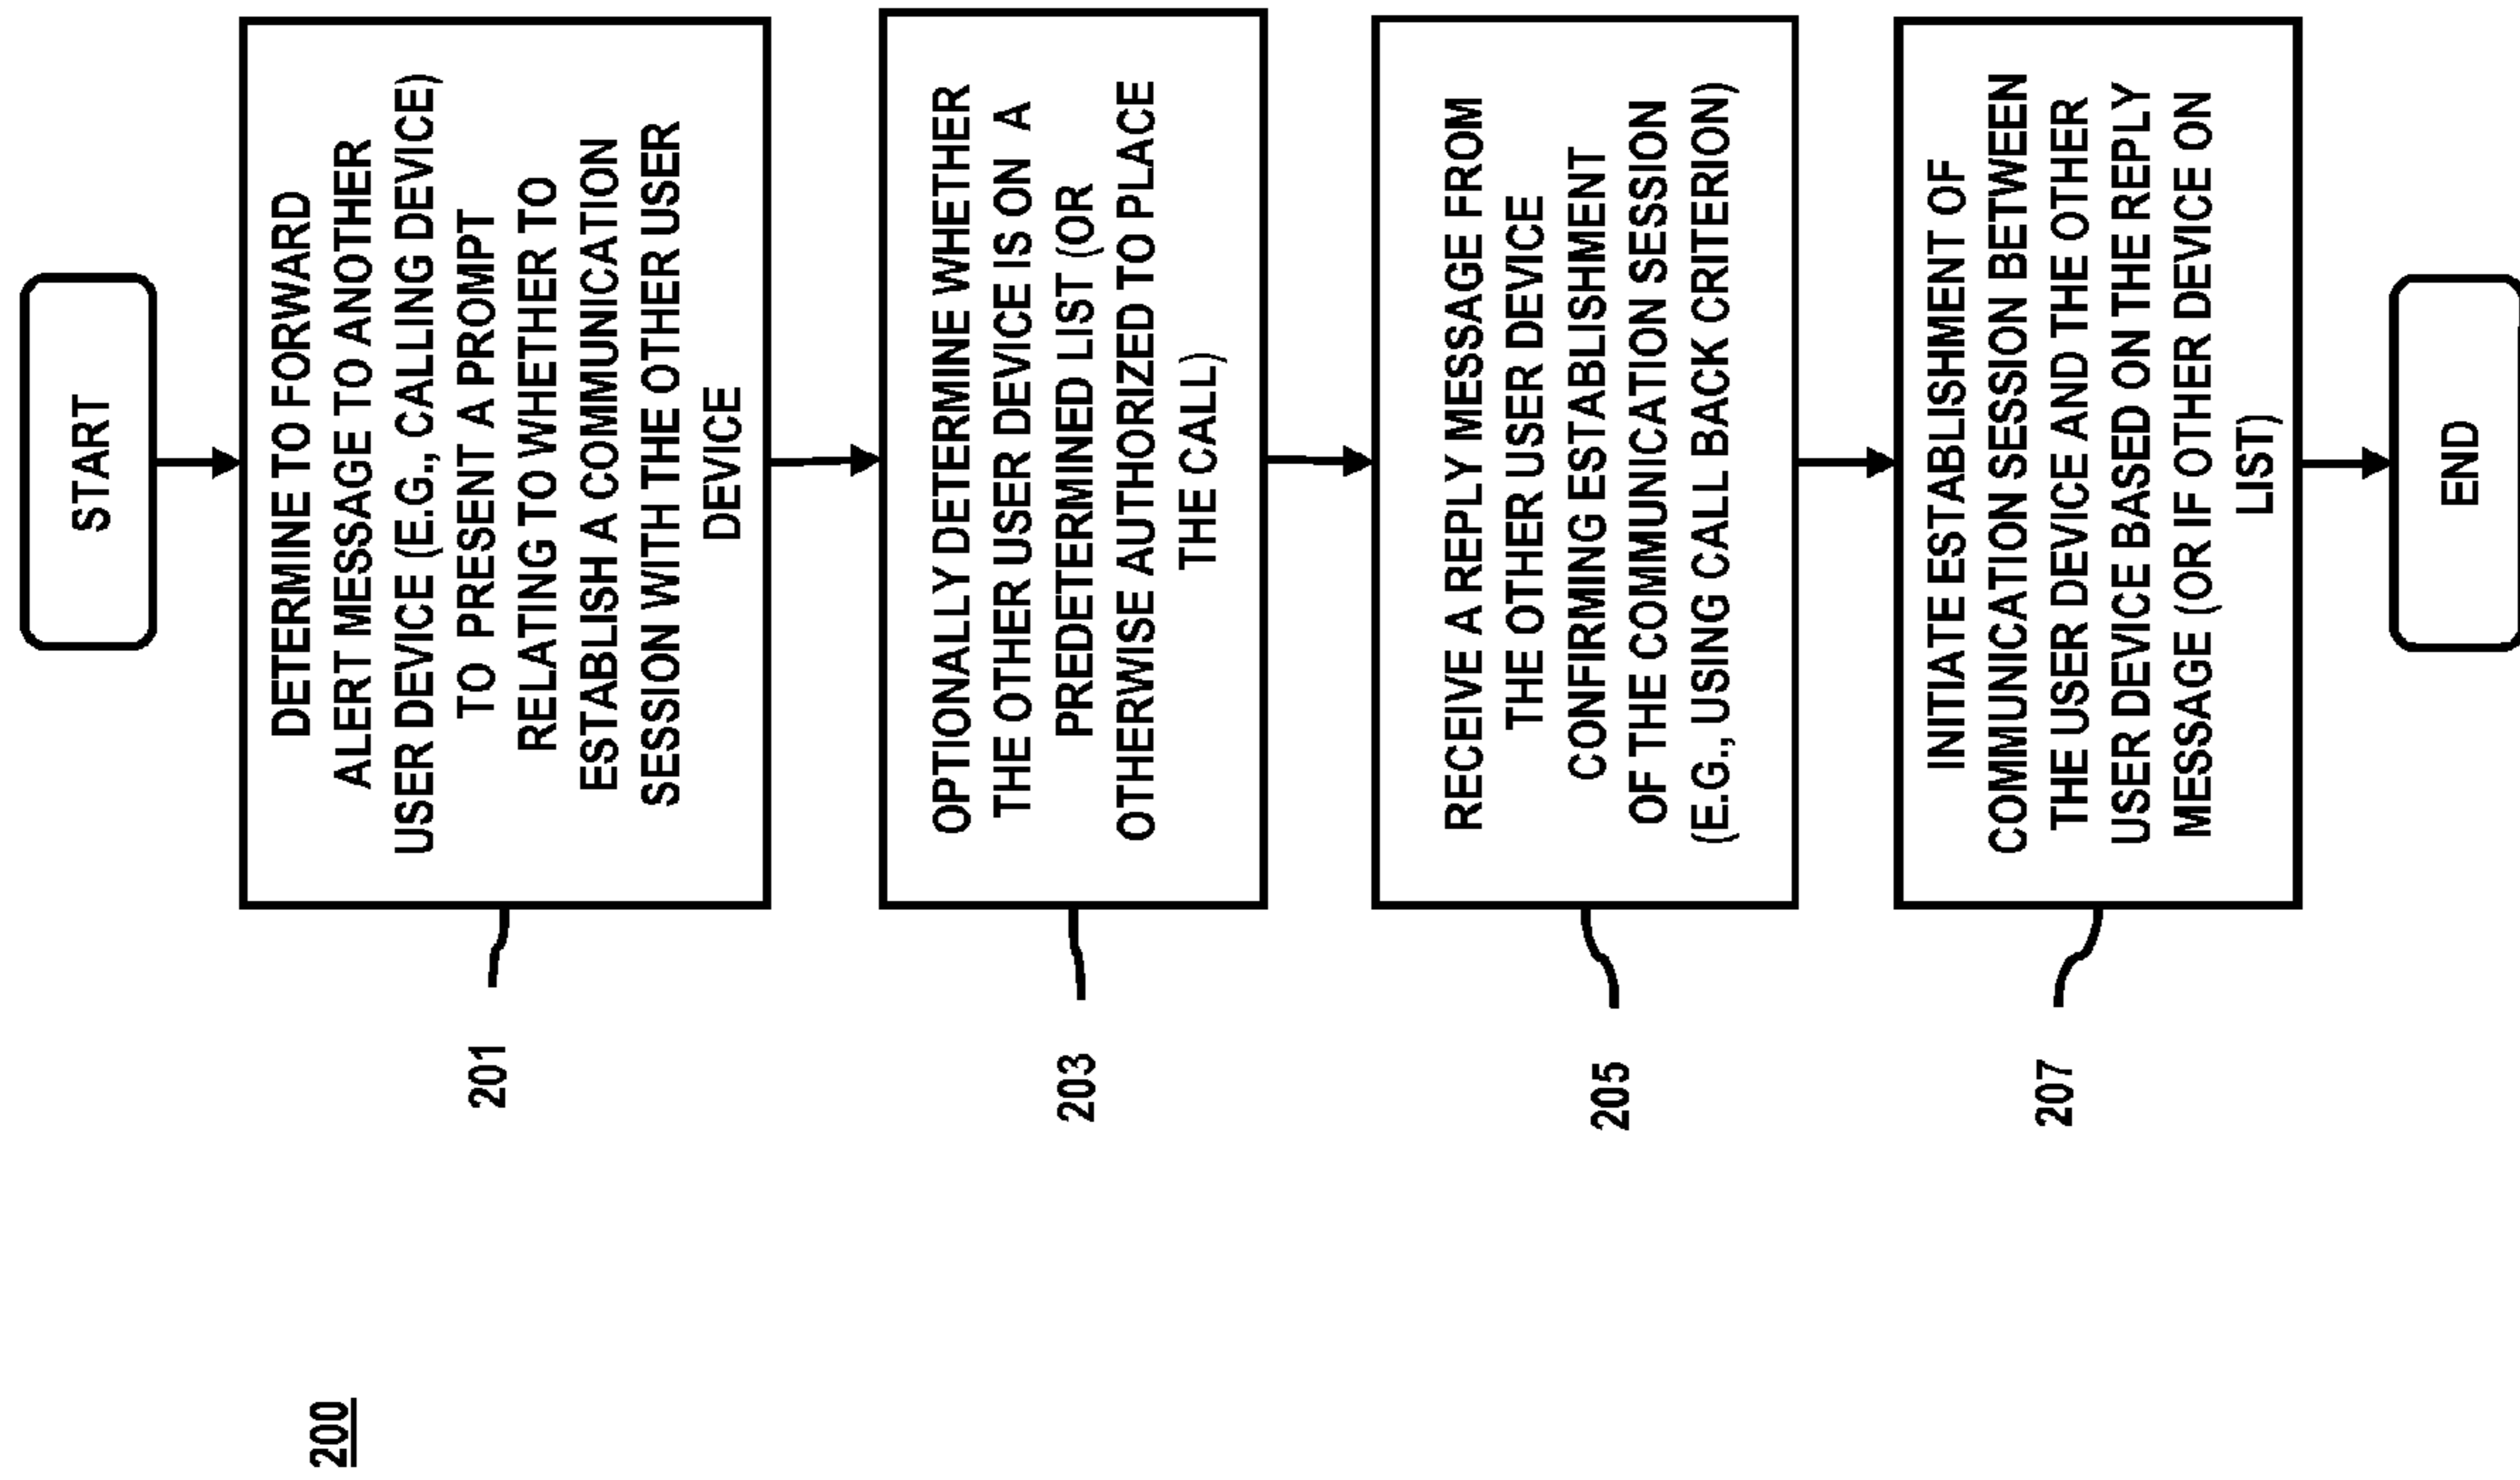 200
START
DETERMINE TO FORWARD
ALERT MESSAGE TO ANOTHER
USER DEVICE (E.G., CALLING DEVICE)
TO PRESENT A PROMPT
RELATING TO WHETHER TO
ESTABLISH A COMMUNICATION
SESSION WITH THE OTHER USER
DEVICE
201
OPTIONALLY DETERMINE WHETHER
THE OTHER USER DEVICE IS ON A
PREDETERMINED LIST (OR
OTHERWISE AUTHORIZED TO PLACE
THE CALL)
203
RECEIVE A REPLY MESSAGE FROM
THE OTHER USER DEVICE
CONFIRMING ESTABLISHMENT
OF THE COMMUNICATION SESSION
(E.G., USING CALL BACK CRITERION)
205
INITIATE ESTABLISHMENT OF
COMMUNICATION SESSION BETWEEN
THE USER DEVICE AND THE OTHER
USER DEVICE BASED ON THE REPLY
MESSAGE (OR IF OTHER DEVICE ON
LIST)
207
END